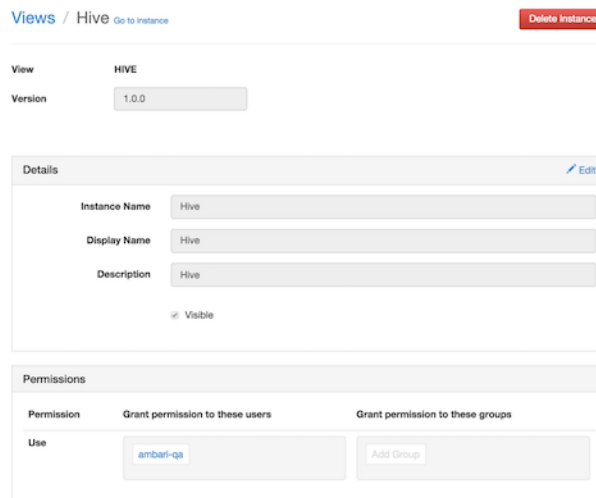 Views / Hive Go to instance
Delete Instance
View HIVE
Version 1.0.0
Details
Edit
Instance Name Hive
Display Name Hive
Description Hive
Visible
Permissions
Permission Grant permission to these users Grant permission to these groups
Use ambari-qa Add Group